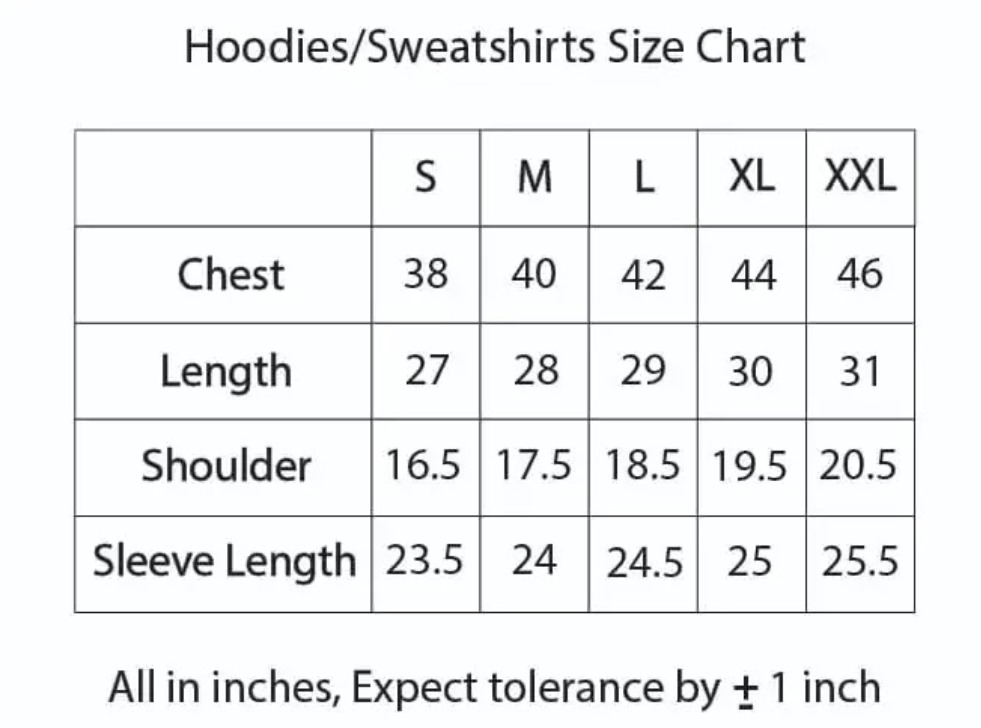 Hoodies/Sweatshirts Size Chart
S M L XL XXL
Chest 38 40 42 44 46
Length 27 28 29 30 31
Shoulder 16.5 17.5 18.5 19.5 20.5
Sleeve Length 23.5 24 24.5 25 25.5
All in inches, Expect tolerance by ± 1 inch